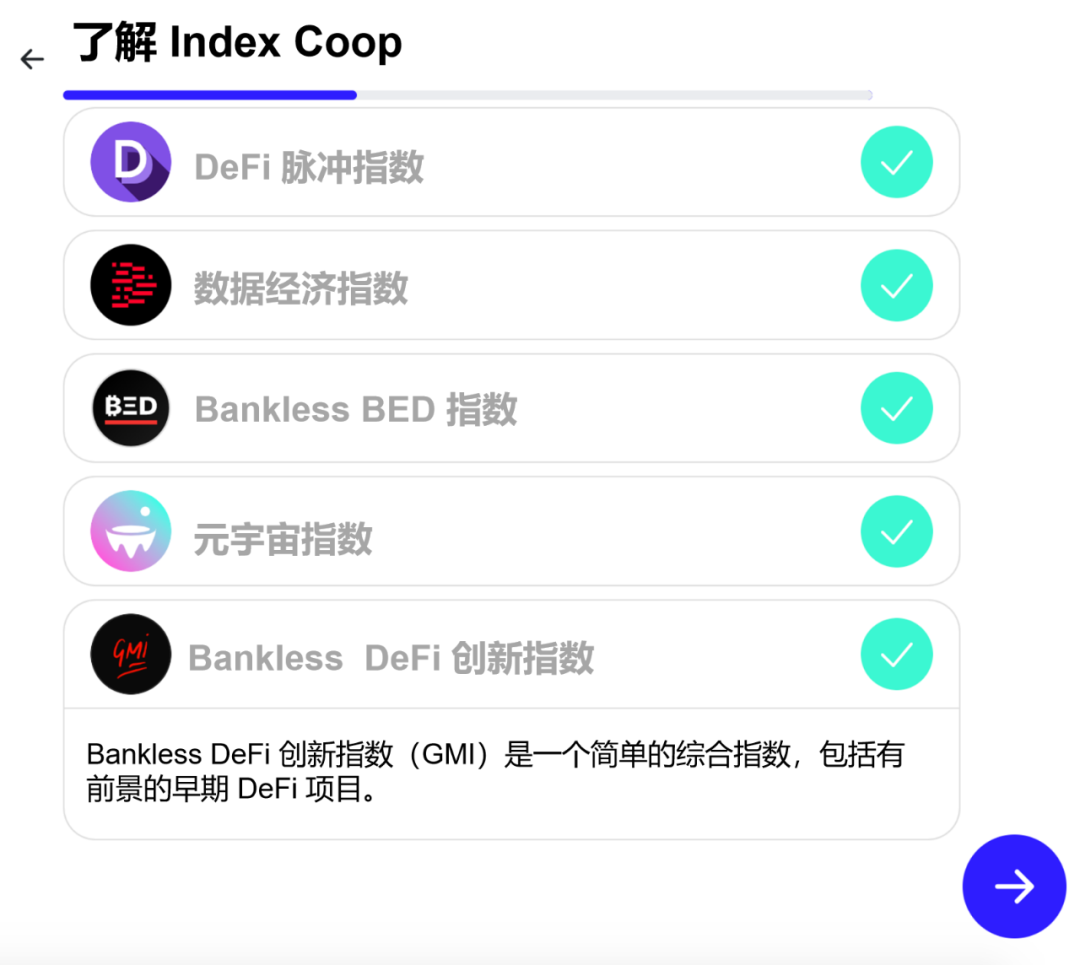 了解 Index Coop
D
DeFi 脉冲指数
数据经济指数
BED
Bankless BED 指数
元宇宙指数
GMi
Bankless DeFi 创新指数
Bankless DeFi 创新指数（GMI）是一个简单的综合指数，包括有
前景的早期 DeFi 项目。